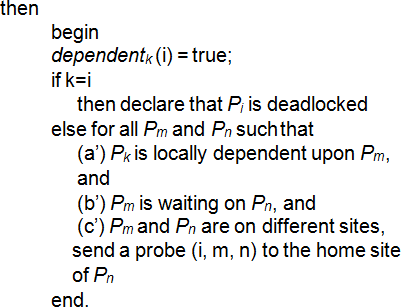 then
begin
dependentk(i) = true;
if k=i
then declare that Pi is deadlocked
else for all Pm and Pn such that
(a’) Pk is locally dependent upon Pm,
and
(b’) Pm is waiting on Pn, and
(c’) Pm and Pn are on different sites,
send a probe (i, m, n) to the home site
of Pn
end.